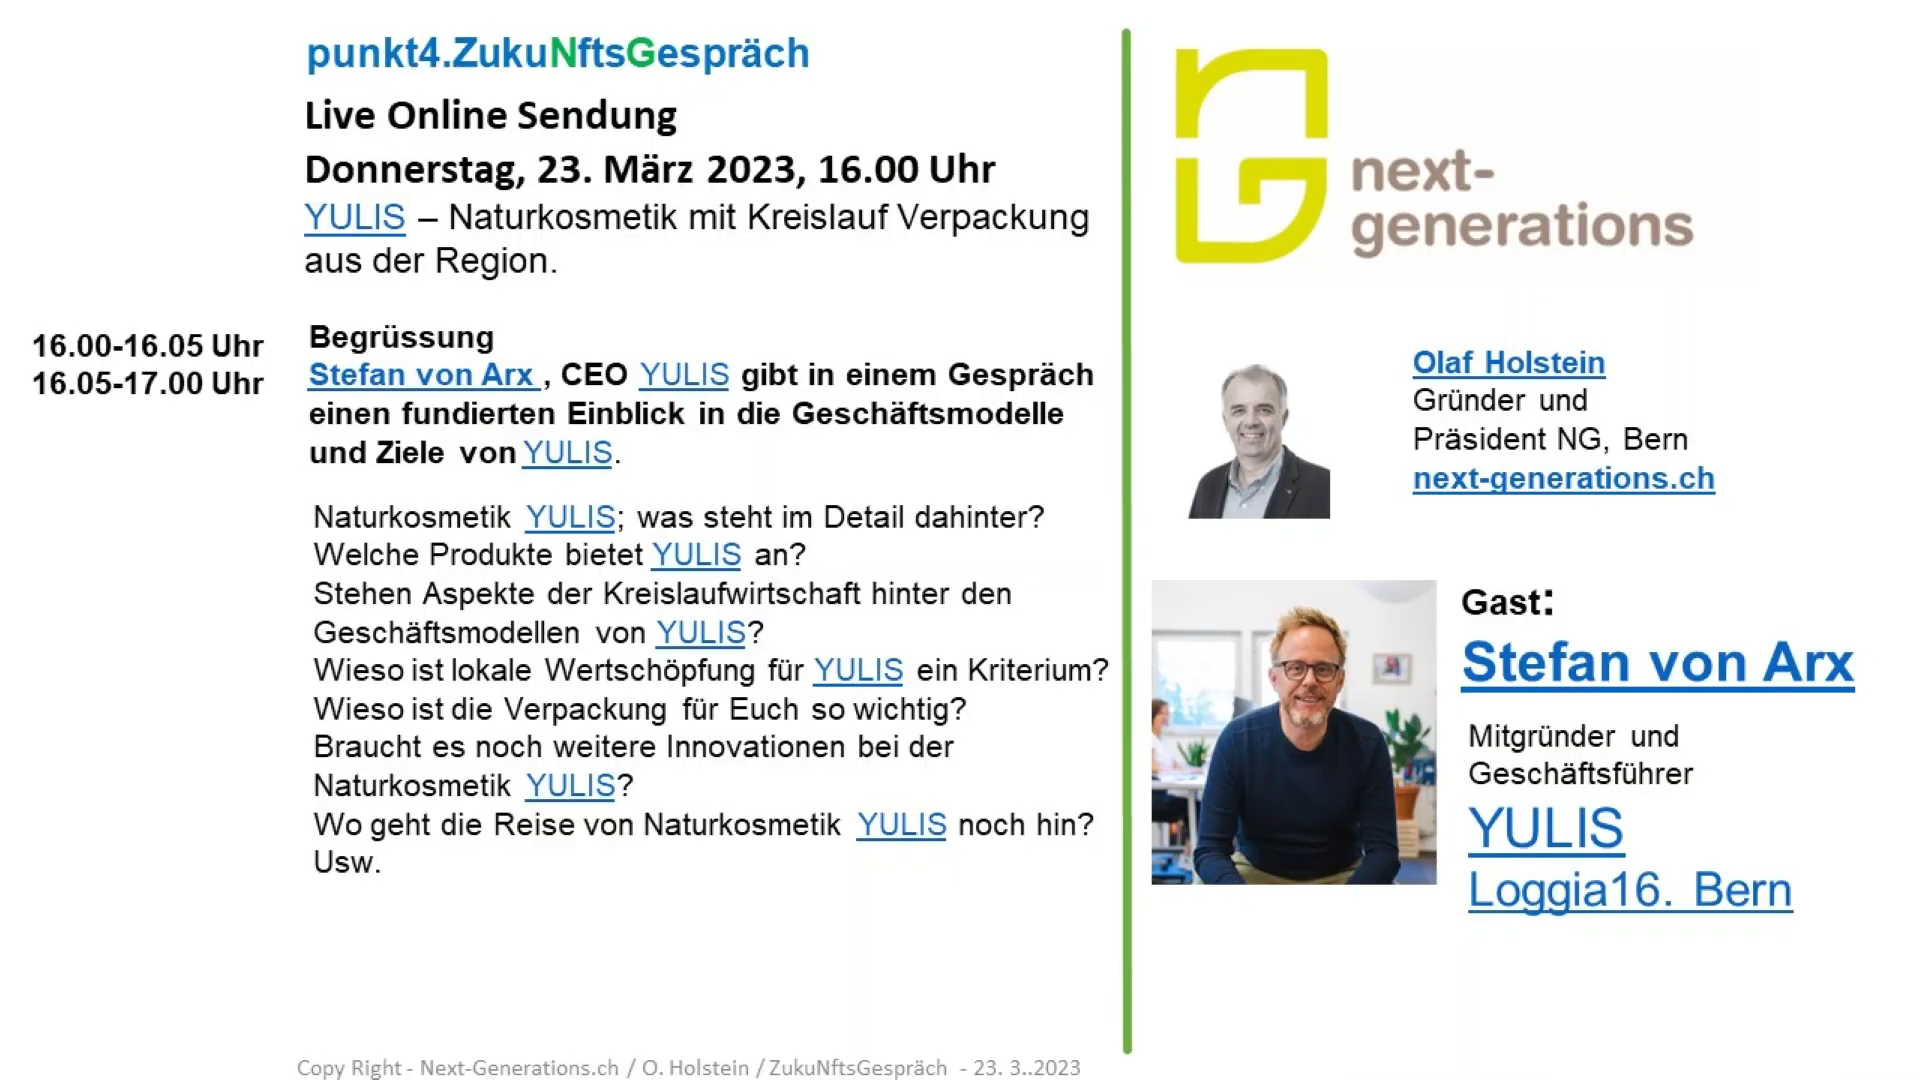 punkt4.ZukuNftsGespräch
Live Online Sendung
Donnerstag, 23. März 2023, 16.00 Uhr
YULIS – Naturkosmetik mit Kreislauf Verpackung
aus der Region.
16.00-16.05 Uhr
16.05-17.00 Uhr
Begrüssung
Stefan von Arx , CEO YULIS gibt in einem Gespräch
einen fundierten Einblick in die Geschäftsmodelle
und Ziele von YULIS.
Naturkosmetik YULIS; was steht im Detail dahinter?
Welche Produkte bietet YULIS an?
Stehen Aspekte der Kreislaufwirtschaft hinter den
Geschäftsmodellen von YULIS?
Wieso ist lokale Wertschöpfung für YULIS ein Kriterium?
Wieso ist die Verpackung für Euch so wichtig?
Braucht es noch weitere Innovationen bei der
Naturkosmetik YULIS?
Wo geht die Reise von Naturkosmetik YULIS noch hin?
Usw.
nG
next-
generations
Olaf Holstein
Gründer und
Präsident NG, Bern
next-generations.ch
Gast:
Stefan von Arx
Mitgründer und
Geschäftsführer
YULIS
Loggia16. Bern
Copy Right - Next-Generations.ch / O. Holstein / ZukuNftsGespräch - 23. 3..2023